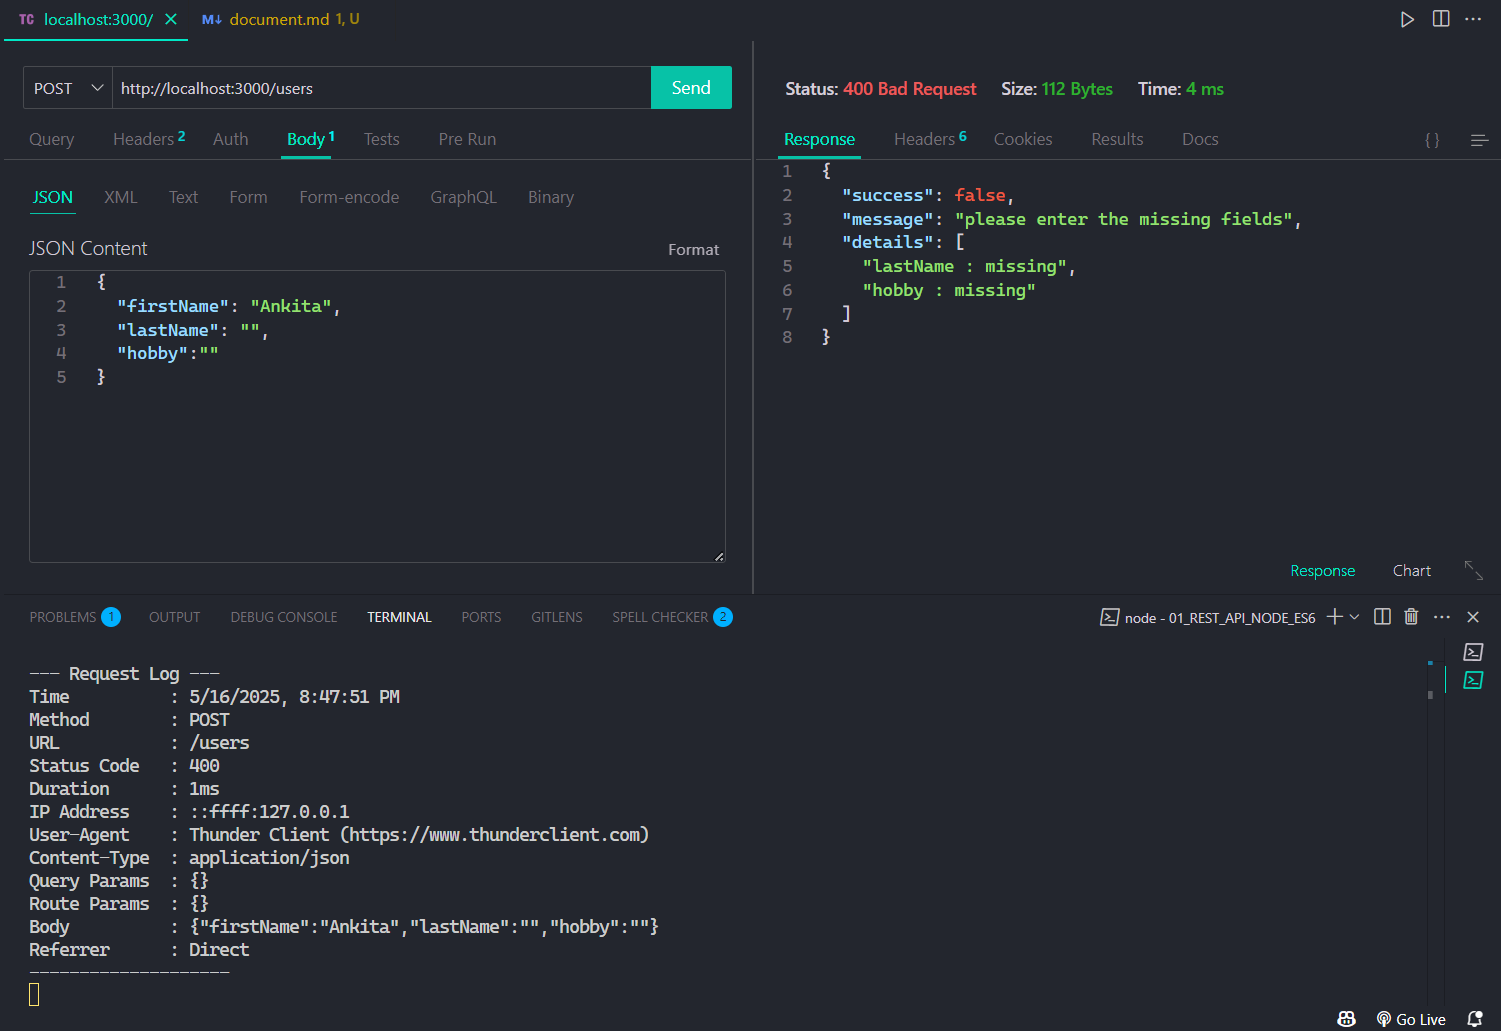 TC localhost:3000/ M↓ document.md 1, U
POST http://localhost:3000/users Send
Query Headers 2 Auth Body 1 Tests Pre Run
JSON XML Text Form Form-encode GraphQL Binary
JSON Content Format
1 {
2 "firstName": "Ankita",
3 "lastName": "",
4 "hobby":""
5 }
Status: 400 Bad Request Size: 112 Bytes Time: 4 ms
Response Headers 6 Cookies Results Docs { }
1 {
2 "success": false,
3 "message": "please enter the missing fields",
4 "details": [
5 "lastName : missing",
6 "hobby : missing"
7 ]
8 }
Response Chart
PROBLEMS 1 OUTPUT DEBUG CONSOLE TERMINAL PORTS GITLENS SPELL CHECKER 2 node - 01_REST_API_NODE_ES6
--- Request Log ---
Time : 5/16/2025, 8:47:51 PM
Method : POST
URL : /users
Status Code : 400
Duration : 1ms
IP Address : ::ffff:127.0.0.1
User-Agent : Thunder Client (https://www.thunderclient.com)
Content-Type : application/json
Query Params : {}
Route Params : {}
Body : {"firstName":"Ankita","lastName":"","hobby":""}
Referrer : Direct
--------------------
Go Live